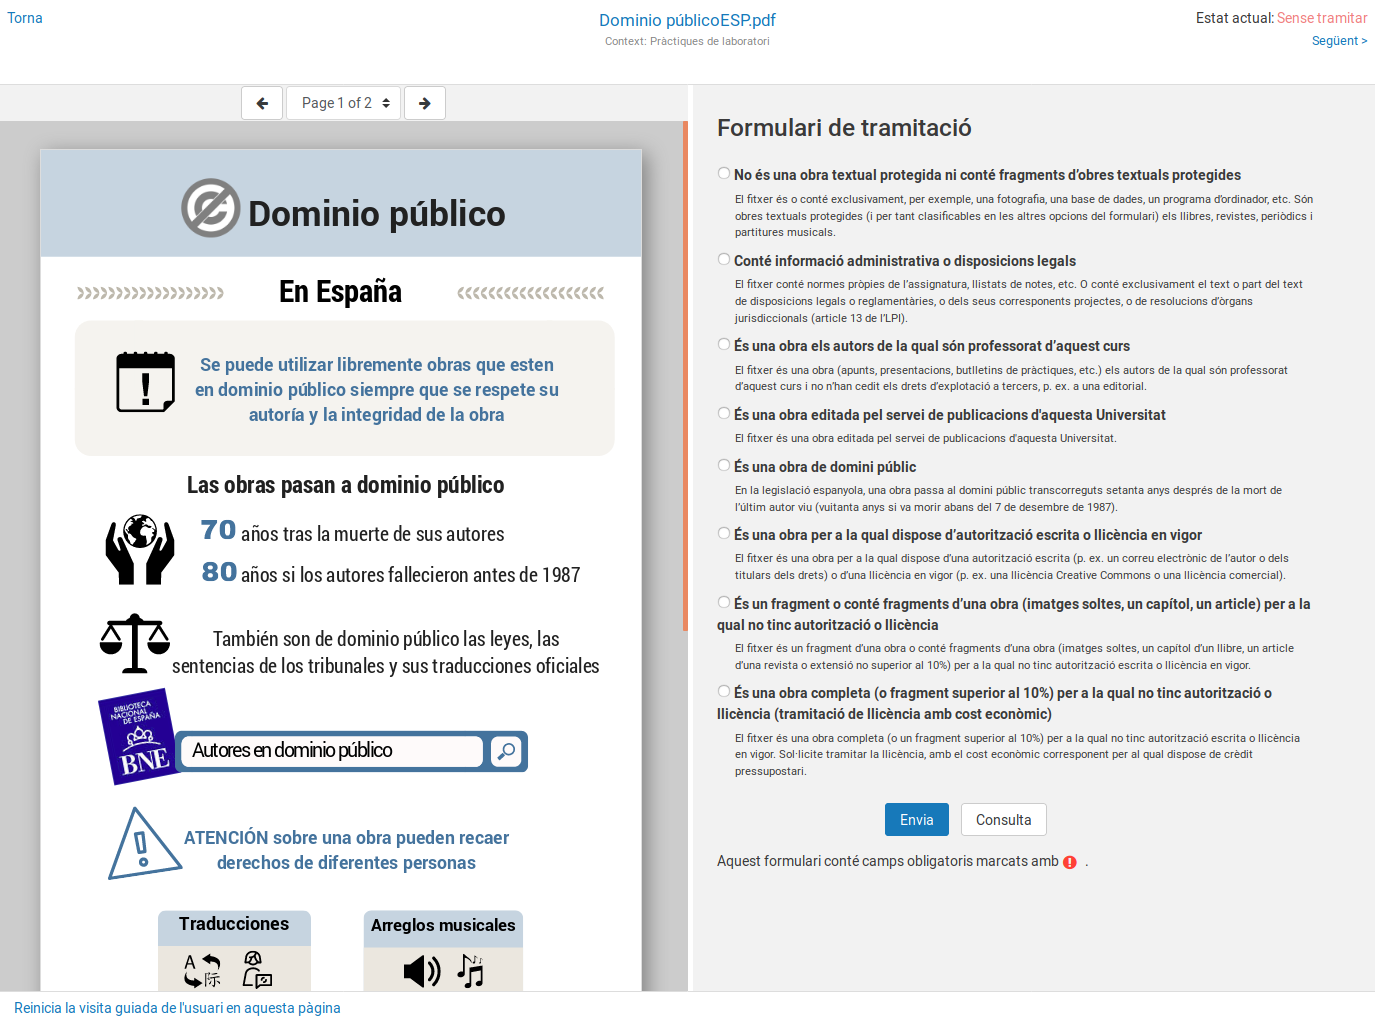 Torna
Dominio públicoESP.pdf
Context: Pràctiques de laboratori
Estat actual: Sense tramitar
Següent >
Page 1 of 2
Dominio público
En España
Se puede utilizar libremente obras que esten
en dominio público siempre que se respete su
autoría y la integridad de la obra
Las obras pasan a dominio público
70 años tras la muerte de sus autores
80 años si los autores fallecieron antes de 1987
También son de dominio público las leyes, las
sentencias de los tribunales y sus traducciones oficiales
BIBLIOTECA
NACIONAL
DE ESPAÑA
BNE
Autores en dominio público
ATENCIÓN sobre una obra pueden recaer
derechos de diferentes personas
Traducciones
Arreglos musicales
Formulari de tramitació
No és una obra textual protegida ni conté fragments d’obres textuals protegides
El fitxer és o conté exclusivament, per exemple, una fotografia, una base de dades, un programa d’ordinador, etc. Són
obres textuals protegides (i per tant clasificables en les altres opcions del formulari) els llibres, revistes, periòdics i
partitures musicals.
Conté informació administrativa o disposicions legals
El fitxer conté normes pròpies de l’assignatura, llistats de notes, etc. O conté exclusivament el text o part del text
de disposicions legals o reglamentàries, o dels seus corresponents projectes, o de resolucions d’òrgans
jurisdiccionals (article 13 de l’LPI).
És una obra els autors de la qual són professorat d’aquest curs
El fitxer és una obra (apunts, presentacions, butlletins de pràctiques, etc.) els autors de la qual són professorat
d’aquest curs i no n’han cedit els drets d’explotació a tercers, p. ex. a una editorial.
És una obra editada pel servei de publicacions d'aquesta Universitat
El fitxer és una obra editada pel servei de publicacions d'aquesta Universitat.
És una obra de domini públic
En la legislació espanyola, una obra passa al domini públic transcorreguts setanta anys després de la mort de
l’últim autor viu (vuitanta anys si va morir abans del 7 de desembre de 1987).
És una obra per a la qual dispose d’autorització escrita o llicència en vigor
El fitxer és una obra per a la qual dispose d’una autorització escrita (p. ex. un correu electrònic de l’autor o dels
titulars dels drets) o d’una llicència en vigor (p. ex. una llicència Creative Commons o una llicència comercial).
És un fragment o conté fragments d’una obra (imatges soltes, un capítol, un article) per a la
qual no tinc autorització o llicència
El fitxer és un fragment d’una obra o conté fragments d’una obra (imatges soltes, un capítol d’un llibre, un article
d’una revista o extensió no superior al 10%) per a la qual no tinc autorització escrita o llicència en vigor.
És una obra completa (o fragment superior al 10%) per a la qual no tinc autorització o
llicència (tramitació de llicència amb cost econòmic)
El fitxer és una obra completa (o un fragment superior al 10%) per a la qual no tinc autorització escrita o llicència
en vigor. Sol·licite tramitar la llicència, amb el cost econòmic corresponent per al qual dispose de crèdit
pressupostari.
Envia
Consulta
Aquest formulari conté camps obligatoris marcats amb .
Reinicia la visita guiada de l'usuari en aquesta pàgina